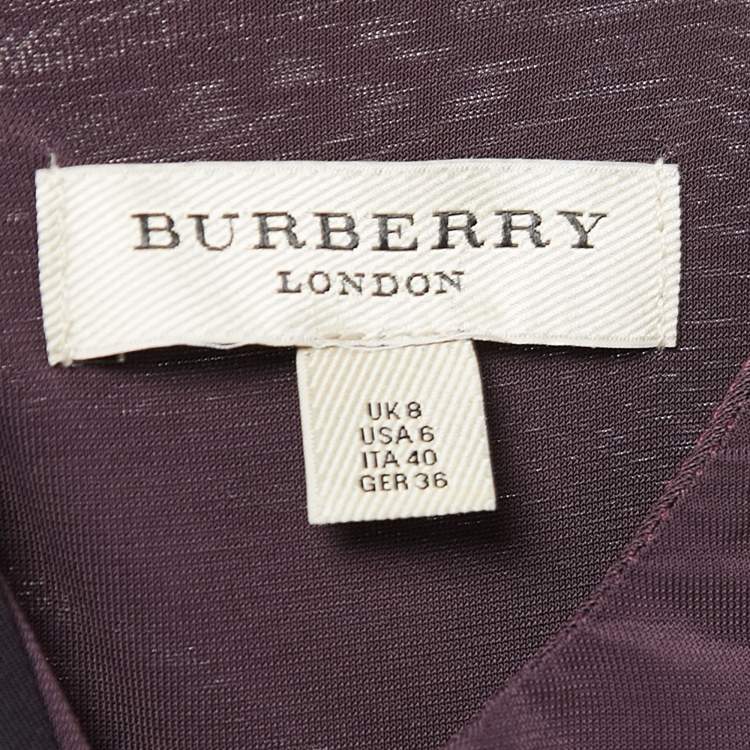 BURBERRY
LONDON
UK 8
USA 6
ITA 40
GER 36